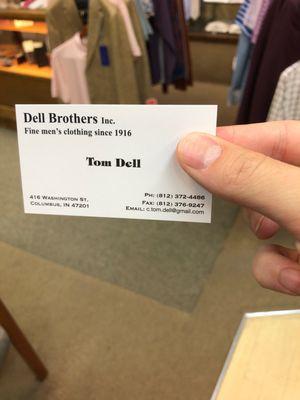 Dell Brothers Inc.
Fine men's clothing since 1916
Tom Dell
416 Washington St.
Columbus, IN 47201
Ph: (812) 372-4486
Fax: (812) 376-9247
Email: c.tom.dell@gmail.com